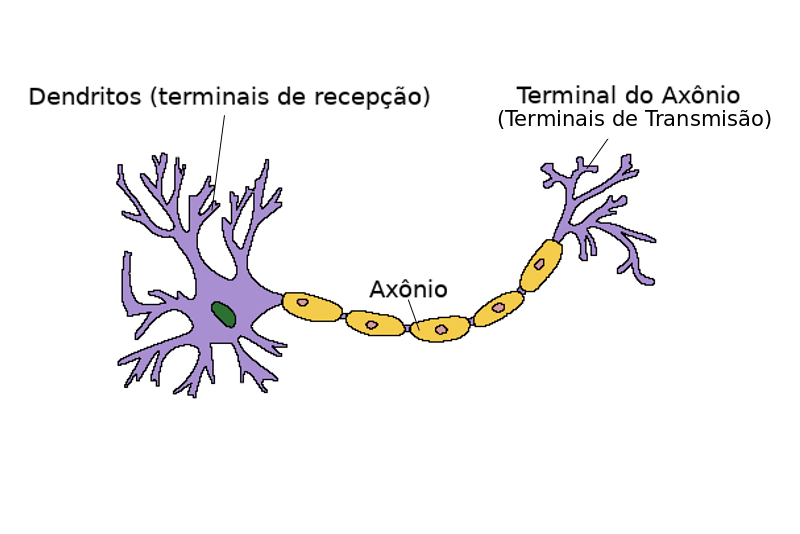 Dendritos (terminais de recepção)
Terminal do Axônio
(Terminais de Transmisão)
Axônio